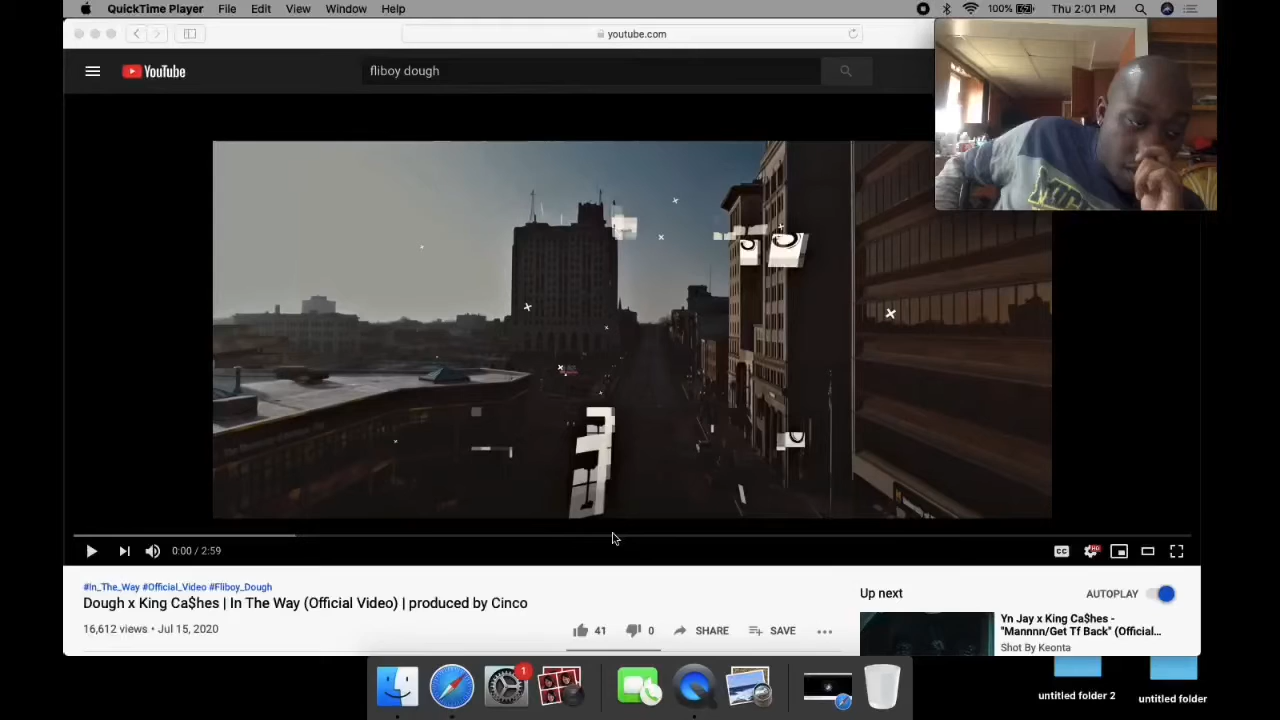 QuickTime Player File Edit View Window Help 100% Thu 2:01 PM
youtube.com
YouTube
fliboy dough
0:00 / 2:59
CC
HD
#In_The_Way #Official_Video #Fliboy_Dough
Dough x King Ca$hes | In The Way (Official Video) | produced by Cinco
16,612 views • Jul 15, 2020
41 0 SHARE SAVE
Up next AUTOPLAY
Yn Jay x King Ca$hes -
"Mannnn/Get Tf Back" (Official...
Shot By Keonta
1
untitled folder 2 untitled folder